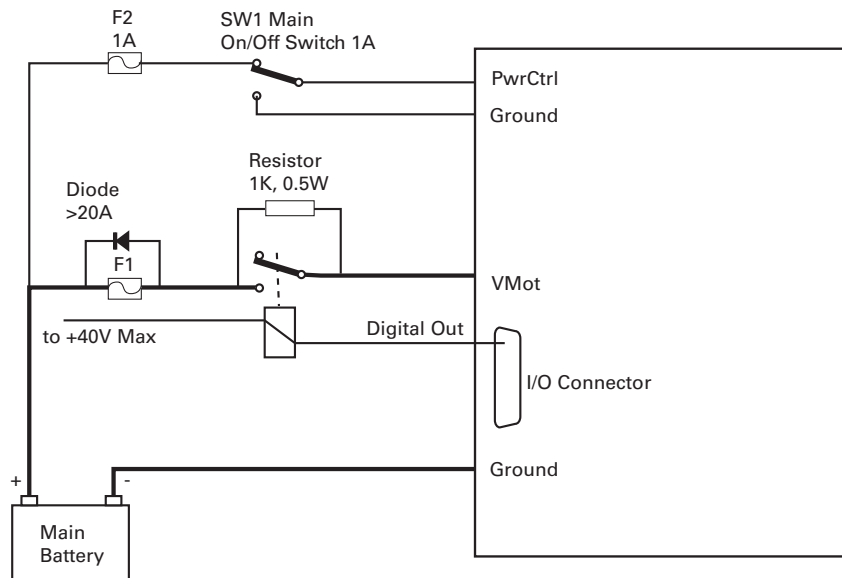 F2
1A
SW1 Main
On/Off Switch 1A
PwrCtrl
Ground
Resistor
1K, 0.5W
Diode
>20A
F1
VMot
to +40V Max
Digital Out
I/O Connector
Ground
+
-
Main
Battery